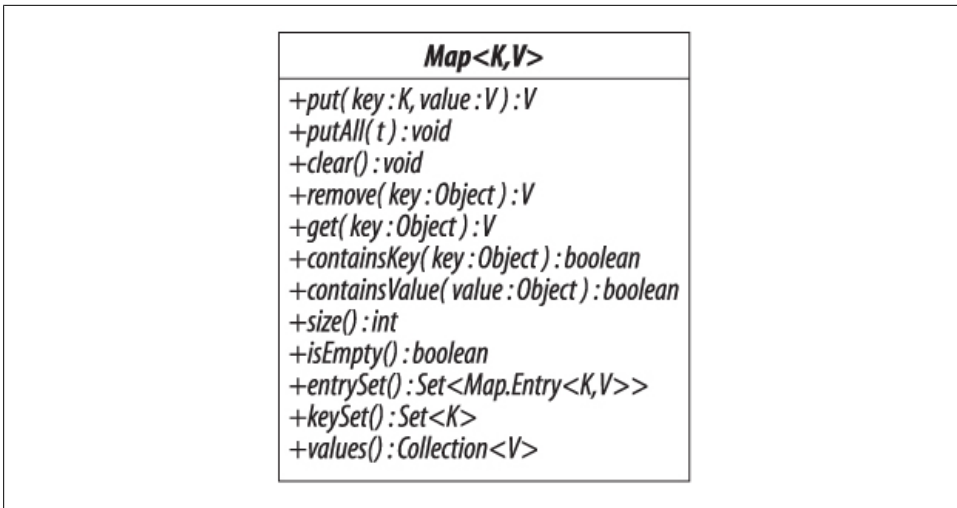 Map<K,V>
+put( key : K, value : V ) : V
+putAll( t ) : void
+clear() : void
+remove( key : Object ) : V
+get( key : Object ) : V
+containsKey( key : Object ) : boolean
+containsValue( value : Object ) : boolean
+size() : int
+isEmpty() : boolean
+entrySet() : Set<Map.Entry<K,V>>
+keySet() : Set<K>
+values() : Collection<V>